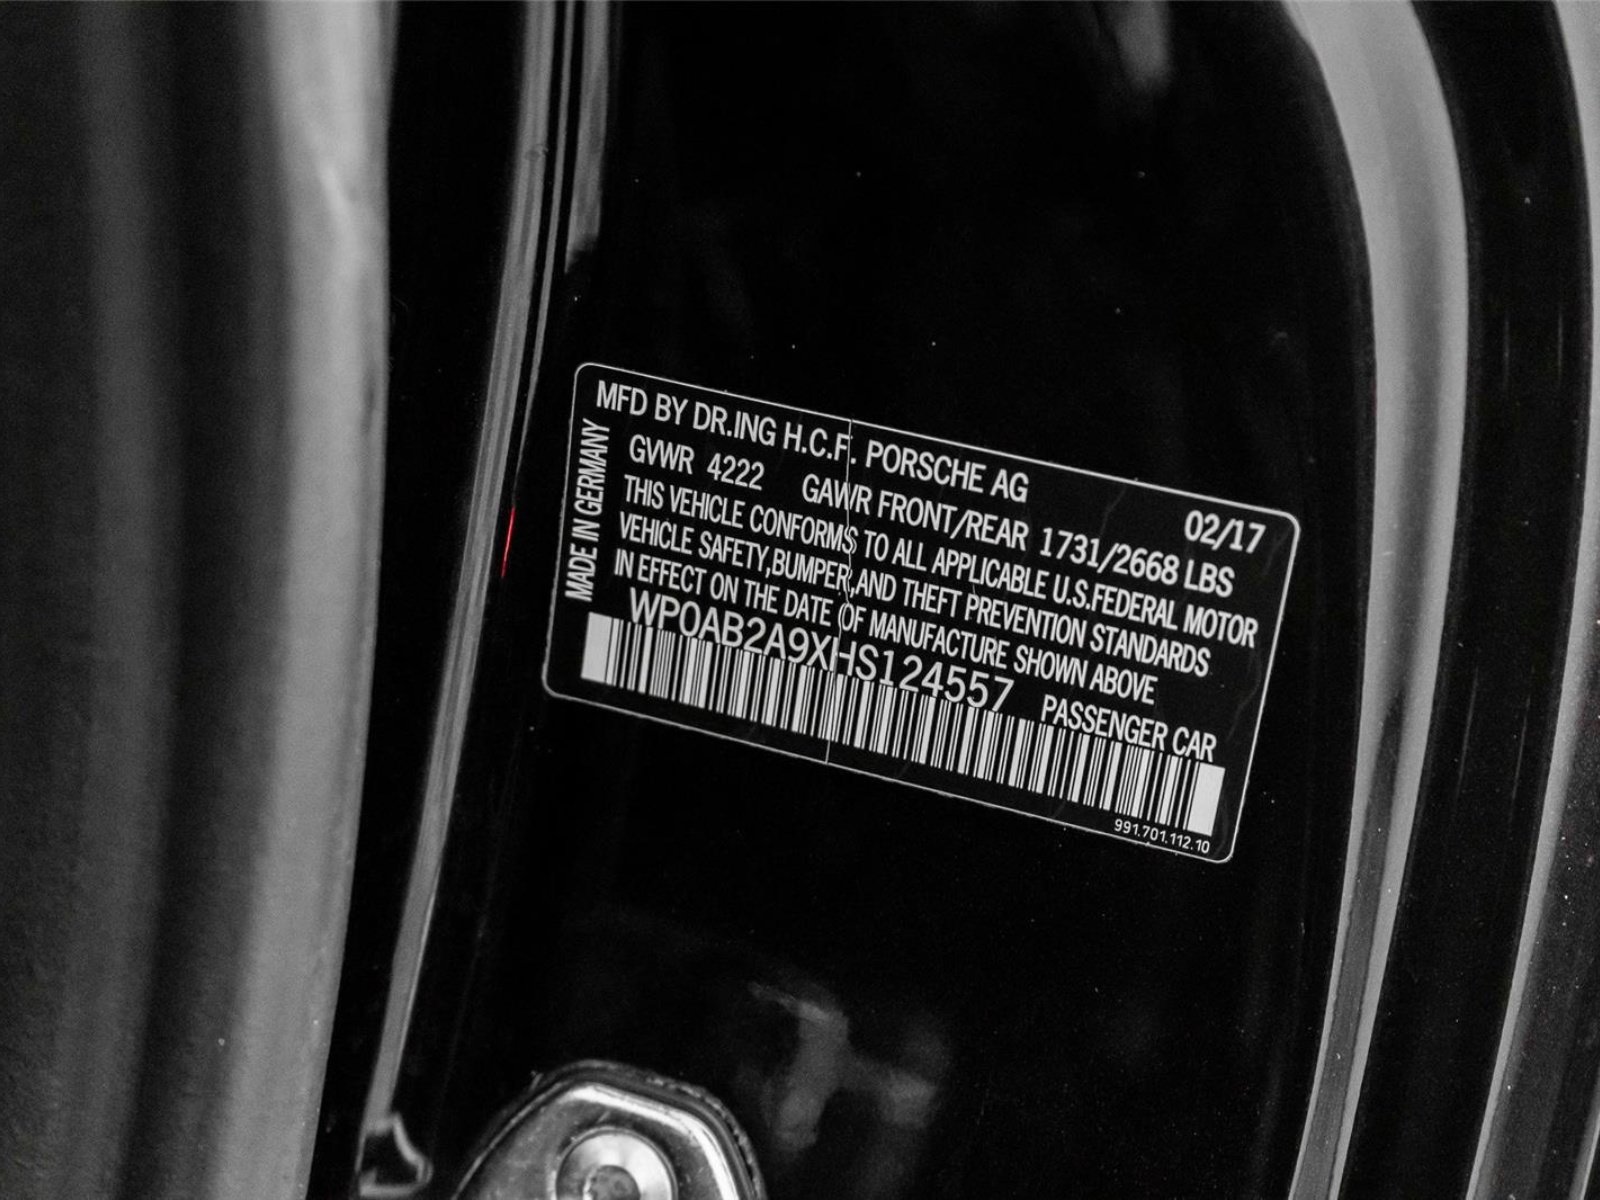 MFD BY DR.ING H.C.F. PORSCHE AG 02/17
GVWR 4222 GAWR FRONT/REAR 1731/2668 LBS
THIS VEHICLE CONFORMS TO ALL APPLICABLE U.S.FEDERAL MOTOR
VEHICLE SAFETY,BUMPER,AND THEFT PREVENTION STANDARDS
IN EFFECT ON THE DATE OF MANUFACTURE SHOWN ABOVE
WP0AB2A9XHS124557 PASSENGER CAR
991.701.112.10
MADE IN GERMANY